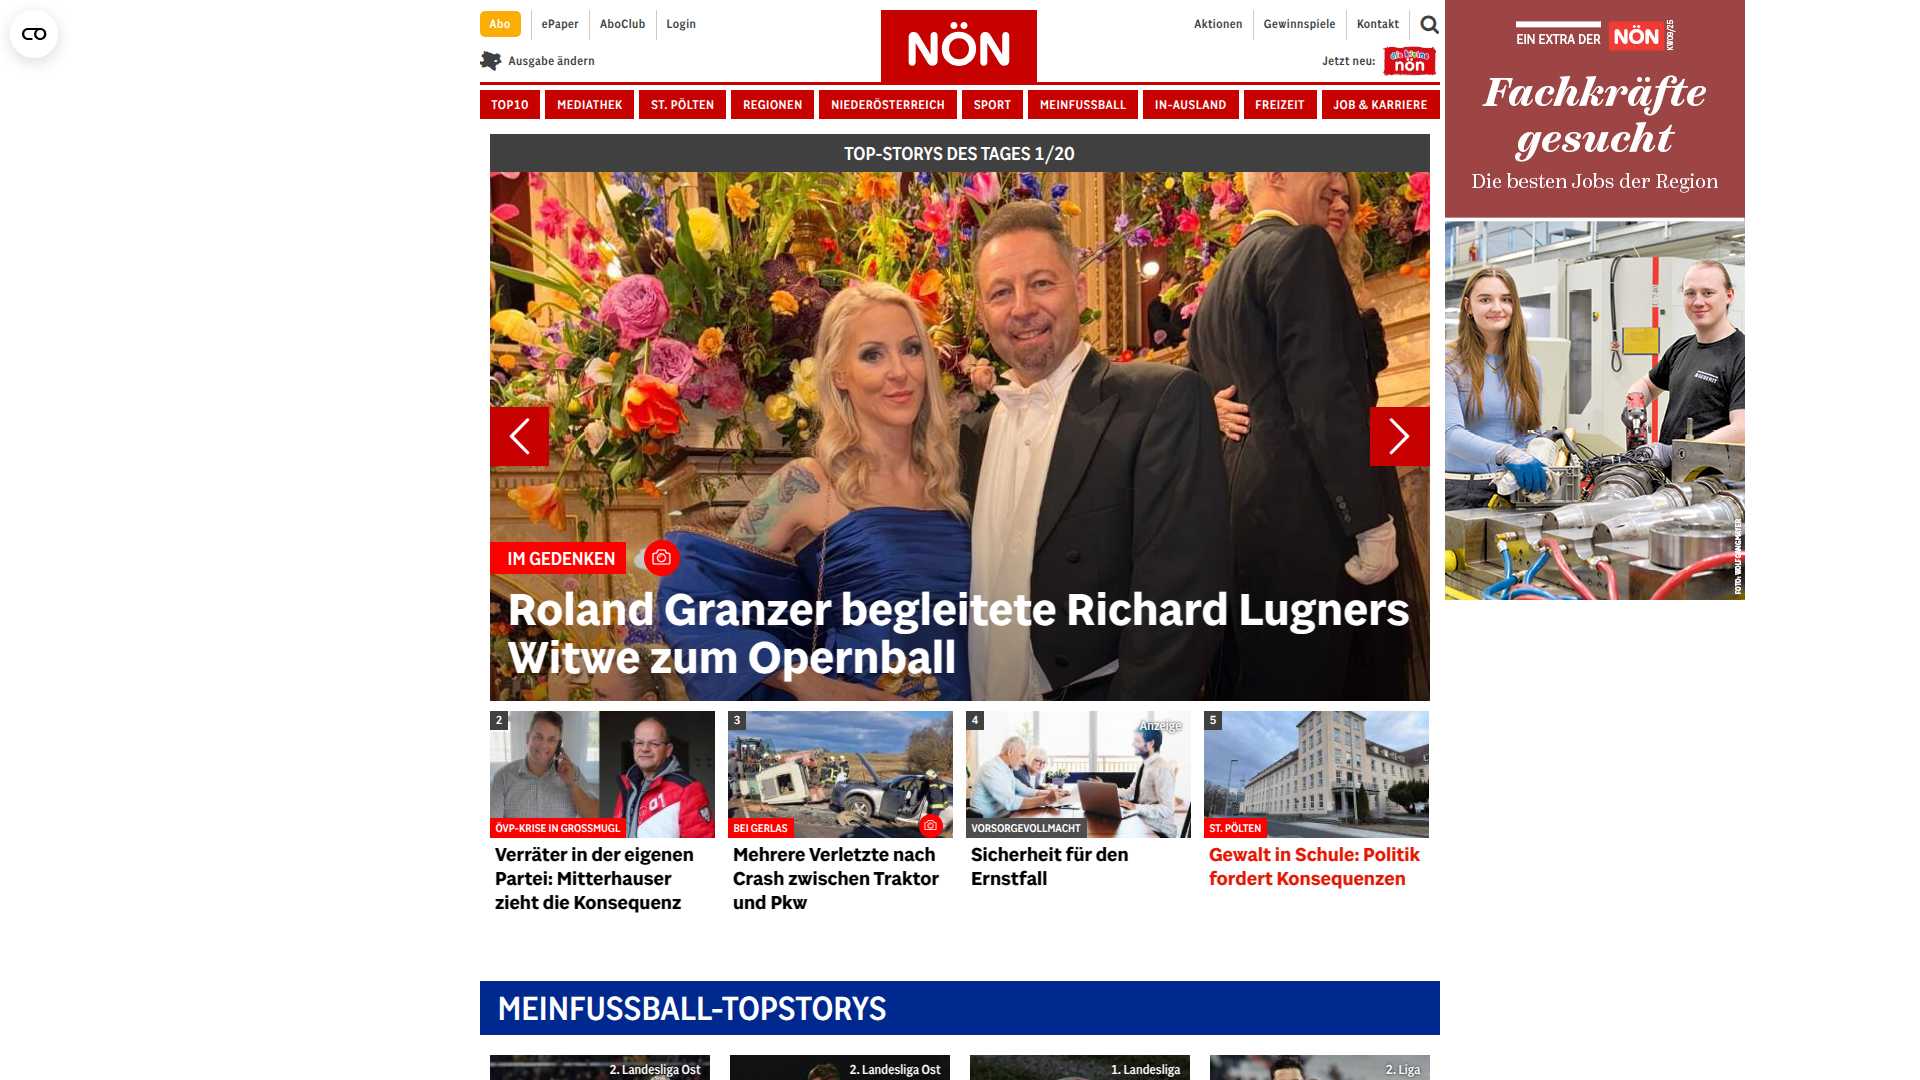 Abo
ePaper
AboClub
Login
NÖN
Aktionen
Gewinnspiele
Kontakt
Ausgabe ändern
Jetzt neu:
die kleine
nön
TOP10
MEDIATHEK
ST. PÖLTEN
REGIONEN
NIEDERÖSTERREICH
SPORT
MEINFUSSBALL
IN-AUSLAND
FREIZEIT
JOB & KARRIERE
TOP-STORYS DES TAGES 1/20
IM GEDENKEN
Roland Granzer begleitete Richard Lugners
Witwe zum Opernball
2
ÖVP-KRISE IN GROSSMUGL
Verräter in der eigenen
Partei: Mitterhauser
zieht die Konsequenz
3
BEI GERLAS
Mehrere Verletzte nach
Crash zwischen Traktor
und Pkw
4
Anzeige
VORSORGEVOLLMACHT
Sicherheit für den
Ernstfall
5
ST. PÖLTEN
Gewalt in Schule: Politik
fordert Konsequenzen
MEINFUSSBALL-TOPSTORYS
2. Landesliga Ost
2. Landesliga Ost
1. Landesliga
2. Liga
EIN EXTRA DER NÖN
KW09/25
Fachkräfte
gesucht
Die besten Jobs der Region